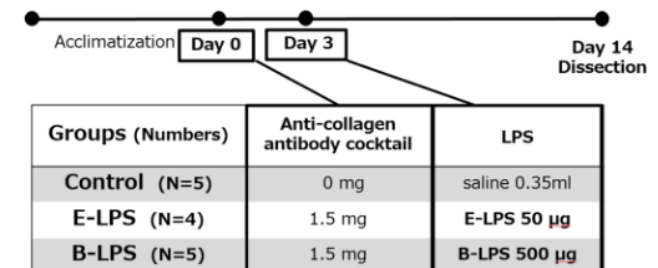 Acclimatization Day 0 Day 3
Day 14
Dissection
Groups (Numbers) Anti-collagen antibody cocktail LPS
Control (N=5) 0 mg saline 0.35ml
E-LPS (N=4) 1.5 mg E-LPS 50 μg
B-LPS (N=5) 1.5 mg B-LPS 500 μg